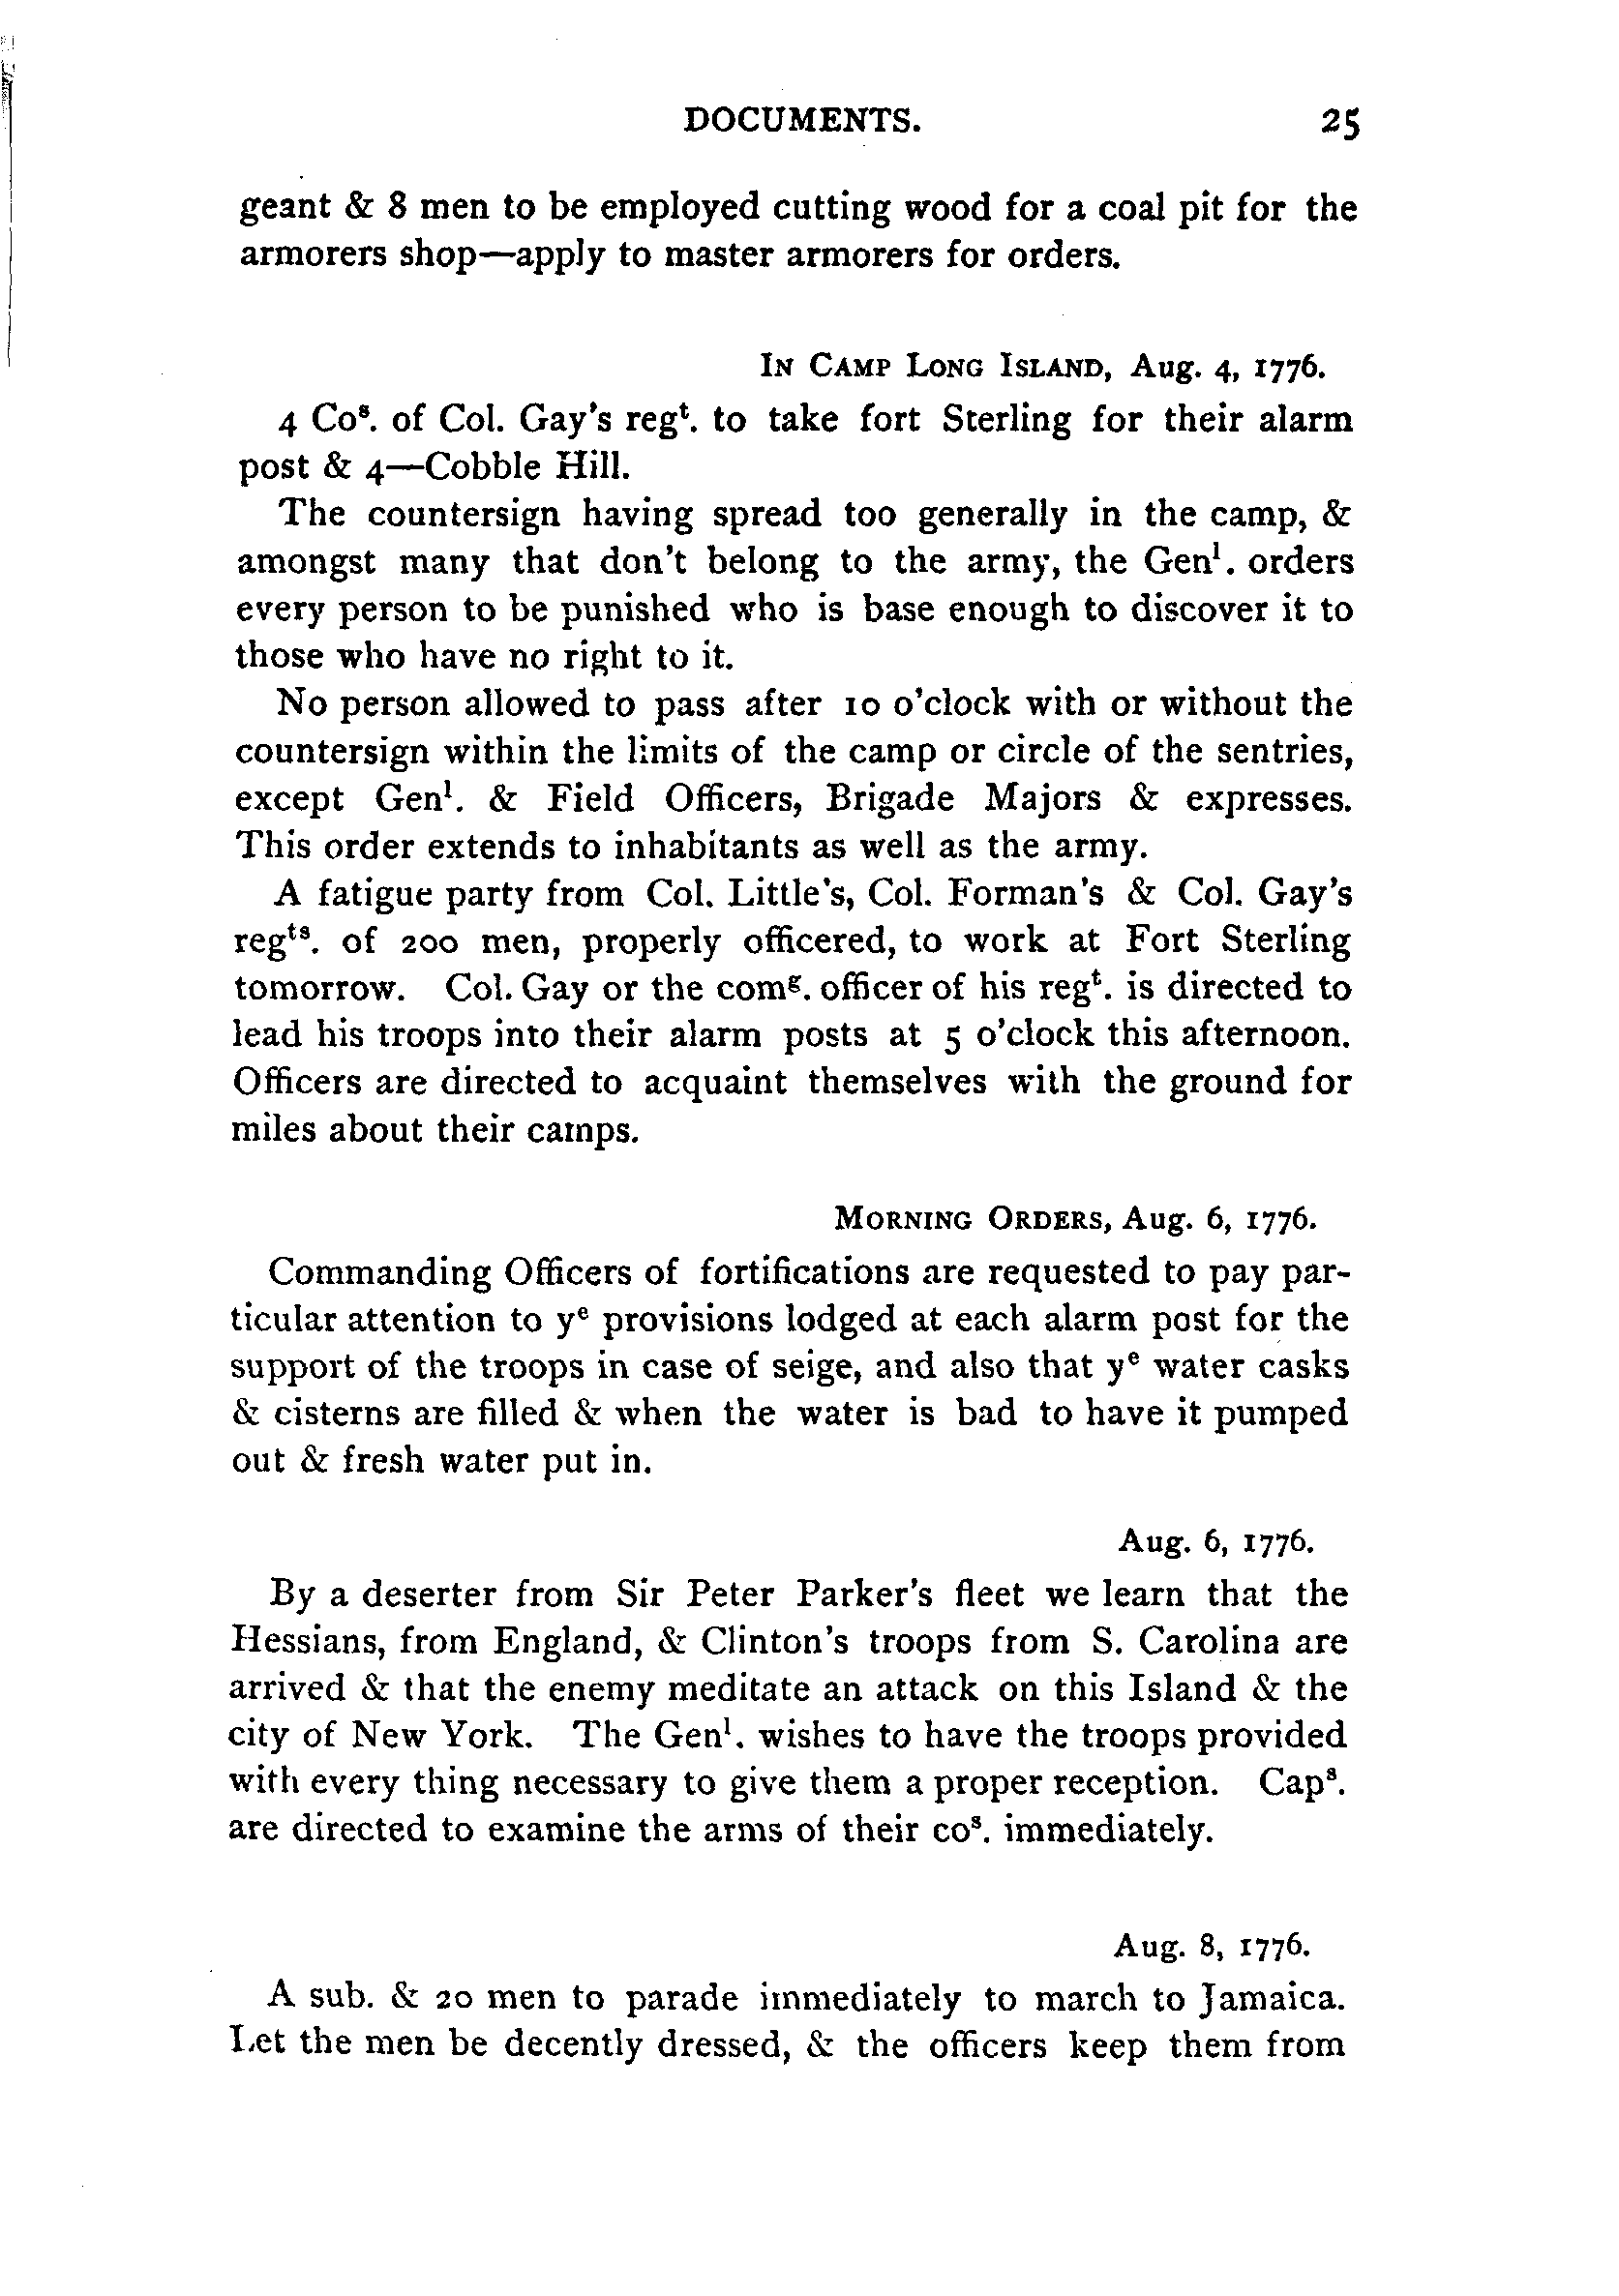 DOCUMENTS. 25
geant & 8 men to be employed cutting wood for a coal pit for the
armorers shop—apply to master armorers for orders.
IN CAMP LONG ISLAND, Aug. 4, 1776.
4 Coˢ. of Col. Gay's regᵗ. to take fort Sterling for their alarm
post & 4—Cobble Hill.
The countersign having spread too generally in the camp, &
amongst many that don't belong to the army, the Genˡ. orders
every person to be punished who is base enough to discover it to
those who have no right to it.
No person allowed to pass after 10 o'clock with or without the
countersign within the limits of the camp or circle of the sentries,
except Genˡ. & Field Officers, Brigade Majors & expresses.
This order extends to inhabitants as well as the army.
A fatigue party from Col. Little's, Col. Forman's & Col. Gay's
regᵗˢ. of 200 men, properly officered, to work at Fort Sterling
tomorrow. Col. Gay or the comᵍ. officer of his regᵗ. is directed to
lead his troops into their alarm posts at 5 o'clock this afternoon.
Officers are directed to acquaint themselves with the ground for
miles about their camps.
MORNING ORDERS, Aug. 6, 1776.
Commanding Officers of fortifications are requested to pay par-
ticular attention to yᵉ provisions lodged at each alarm post for the
support of the troops in case of seige, and also that yᵉ water casks
& cisterns are filled & when the water is bad to have it pumped
out & fresh water put in.
Aug. 6, 1776.
By a deserter from Sir Peter Parker's fleet we learn that the
Hessians, from England, & Clinton's troops from S. Carolina are
arrived & that the enemy meditate an attack on this Island & the
city of New York. The Genˡ. wishes to have the troops provided
with every thing necessary to give them a proper reception. Capˢ.
are directed to examine the arms of their coˢ. immediately.
Aug. 8, 1776.
A sub. & 20 men to parade immediately to march to Jamaica.
Let the men be decently dressed, & the officers keep them from